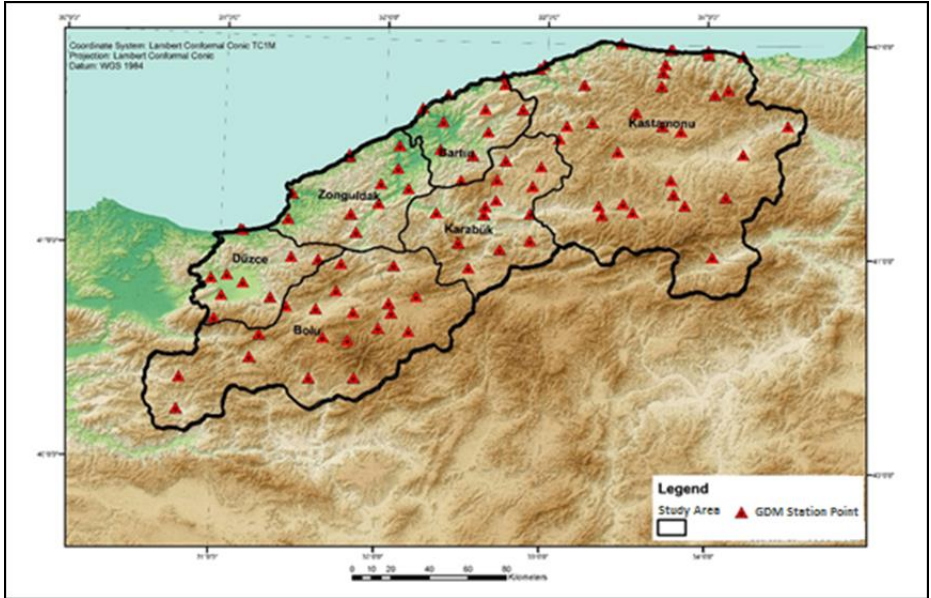 Coordinate System: Lambert Conformal Conic TC1M
Projection: Lambert Conformal Conic
Datum: WGS 1984
Kastamonu
Bartın
Zonguldak
Karabük
Düzce
Bolu
Legend
Study Area
GDM Station Point
0 10 20 40 60 80
Kilometers